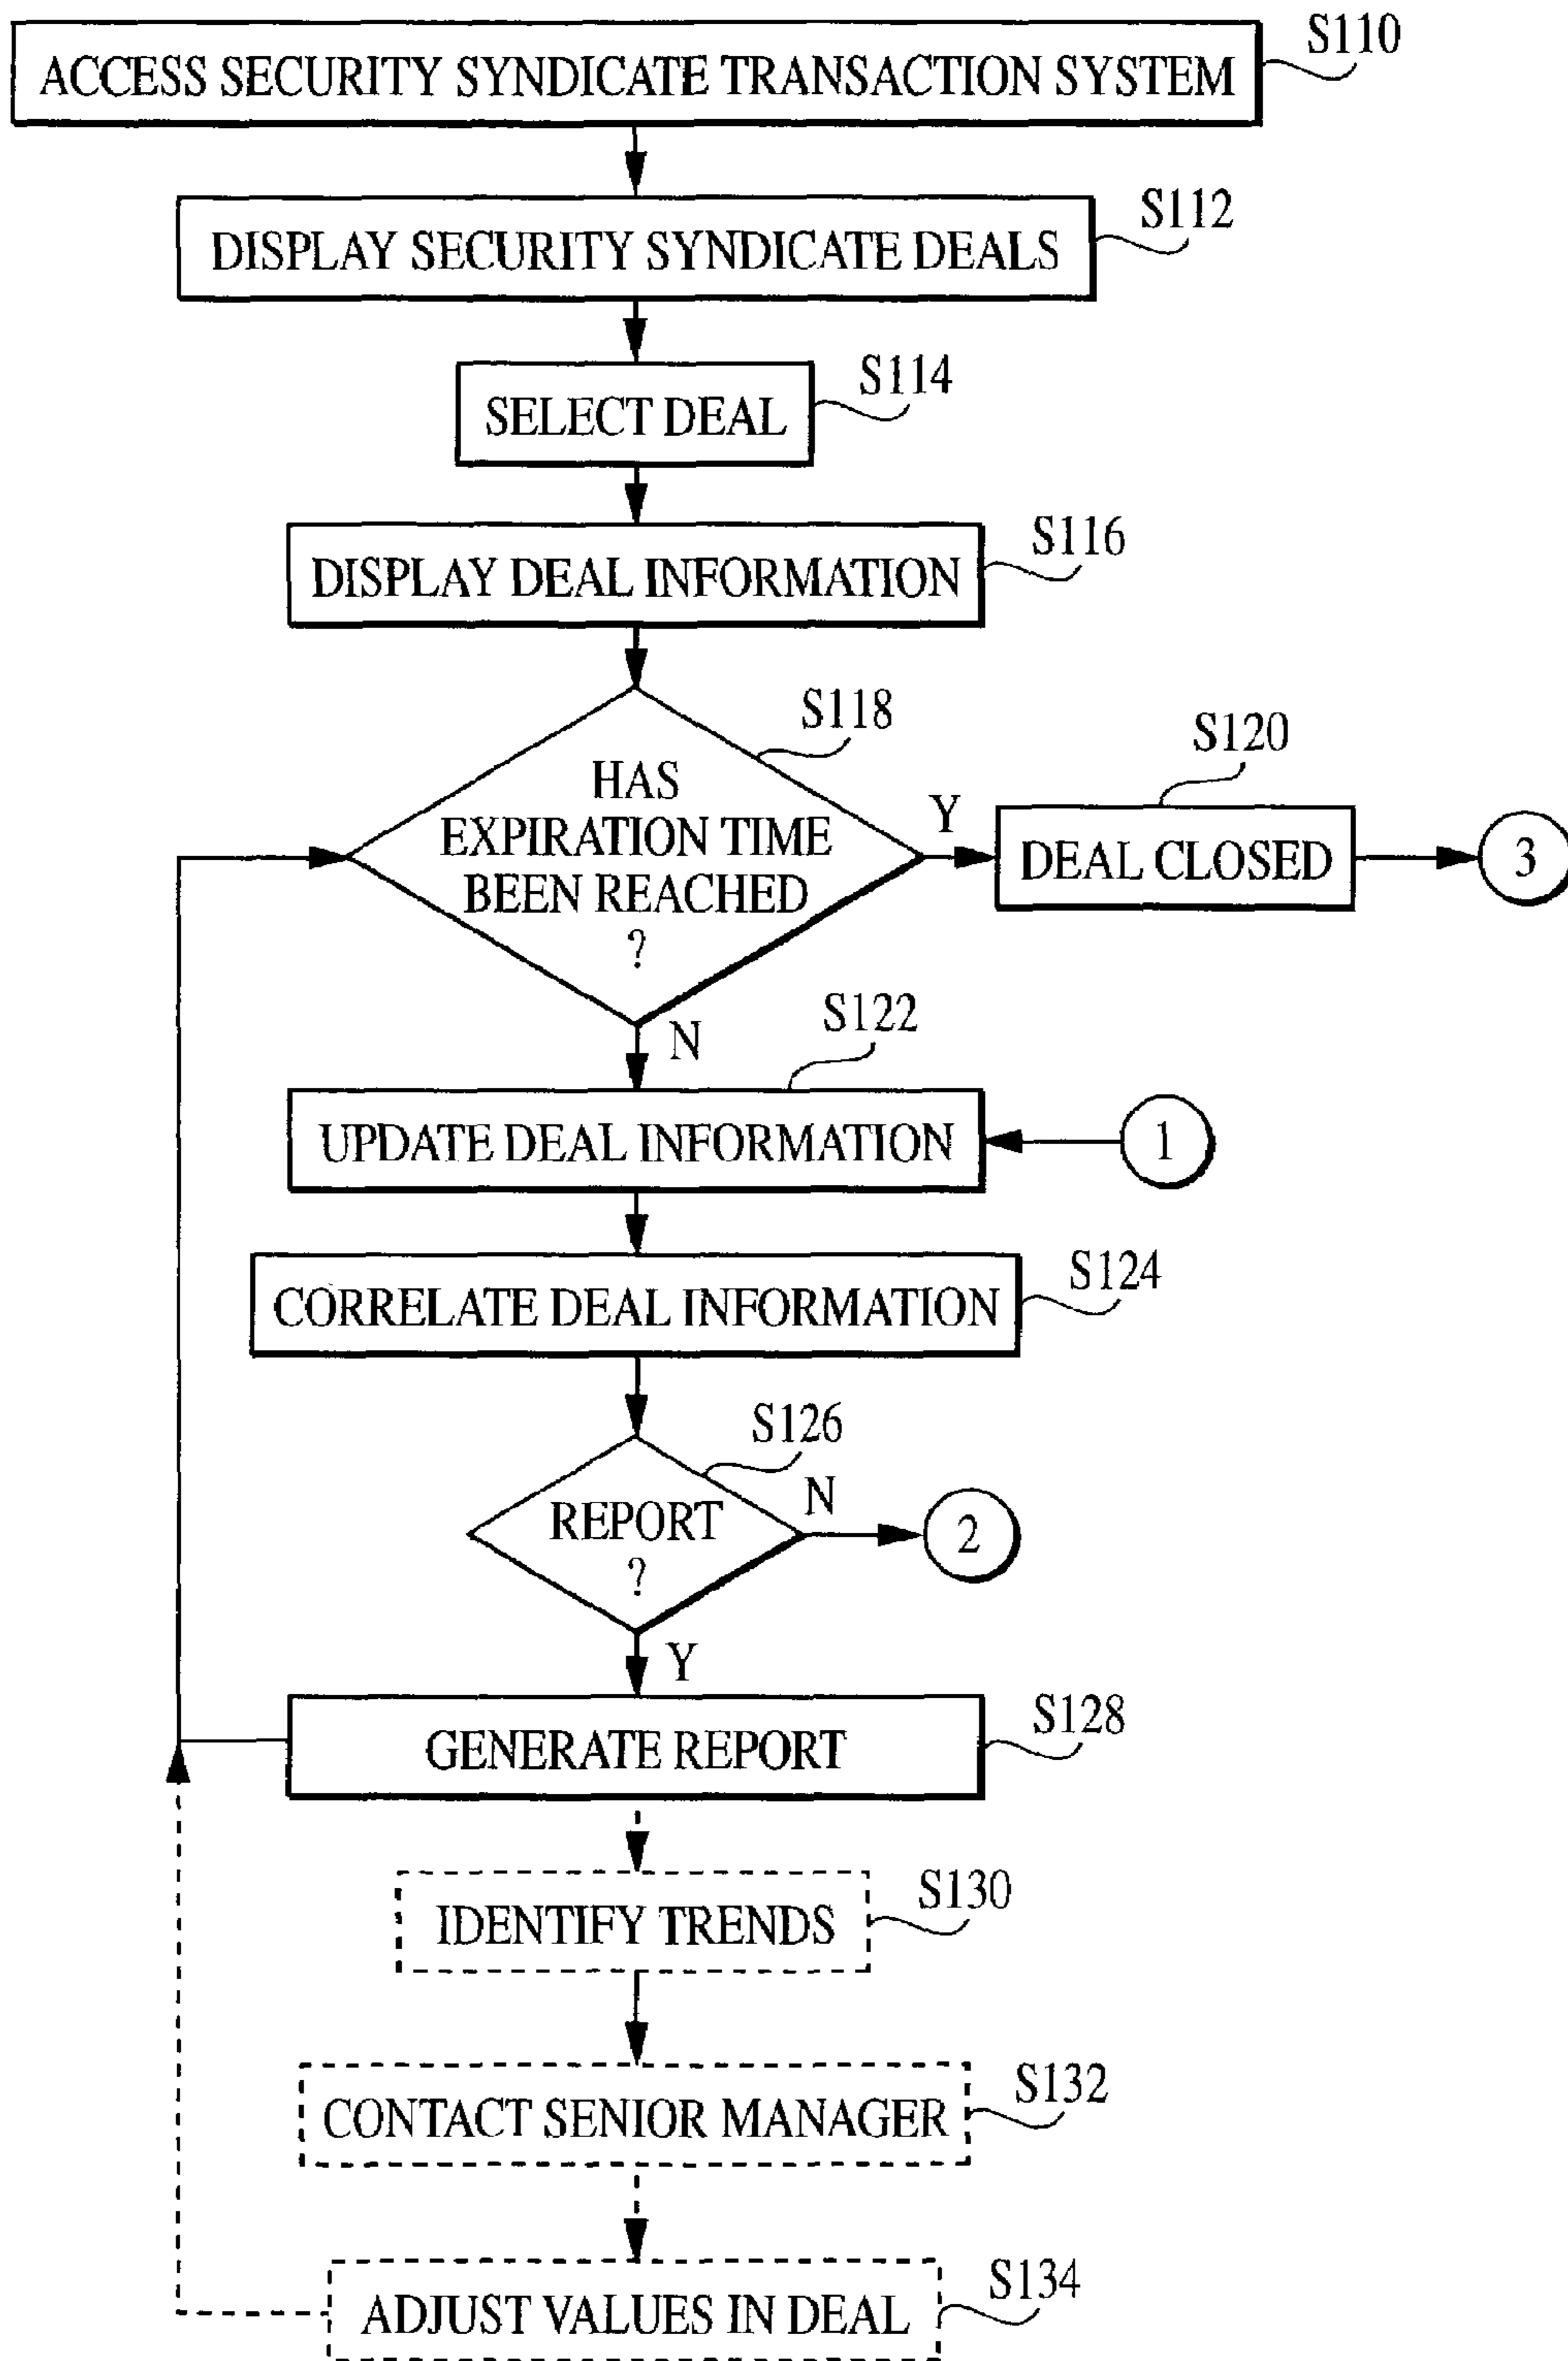 S110
ACCESS SECURITY SYNDICATE TRANSACTION SYSTEM
S112
DISPLAY SECURITY SYNDICATE DEALS
S114
SELECT DEAL
S116
DISPLAY DEAL INFORMATION
S118
HAS
EXPIRATION TIME
BEEN REACHED
?
Y
S120
DEAL CLOSED
3
N
S122
UPDATE DEAL INFORMATION
1
S124
CORRELATE DEAL INFORMATION
S126
REPORT
?
N
2
Y
S128
GENERATE REPORT
S130
IDENTIFY TRENDS
S132
CONTACT SENIOR MANAGER
S134
ADJUST VALUES IN DEAL